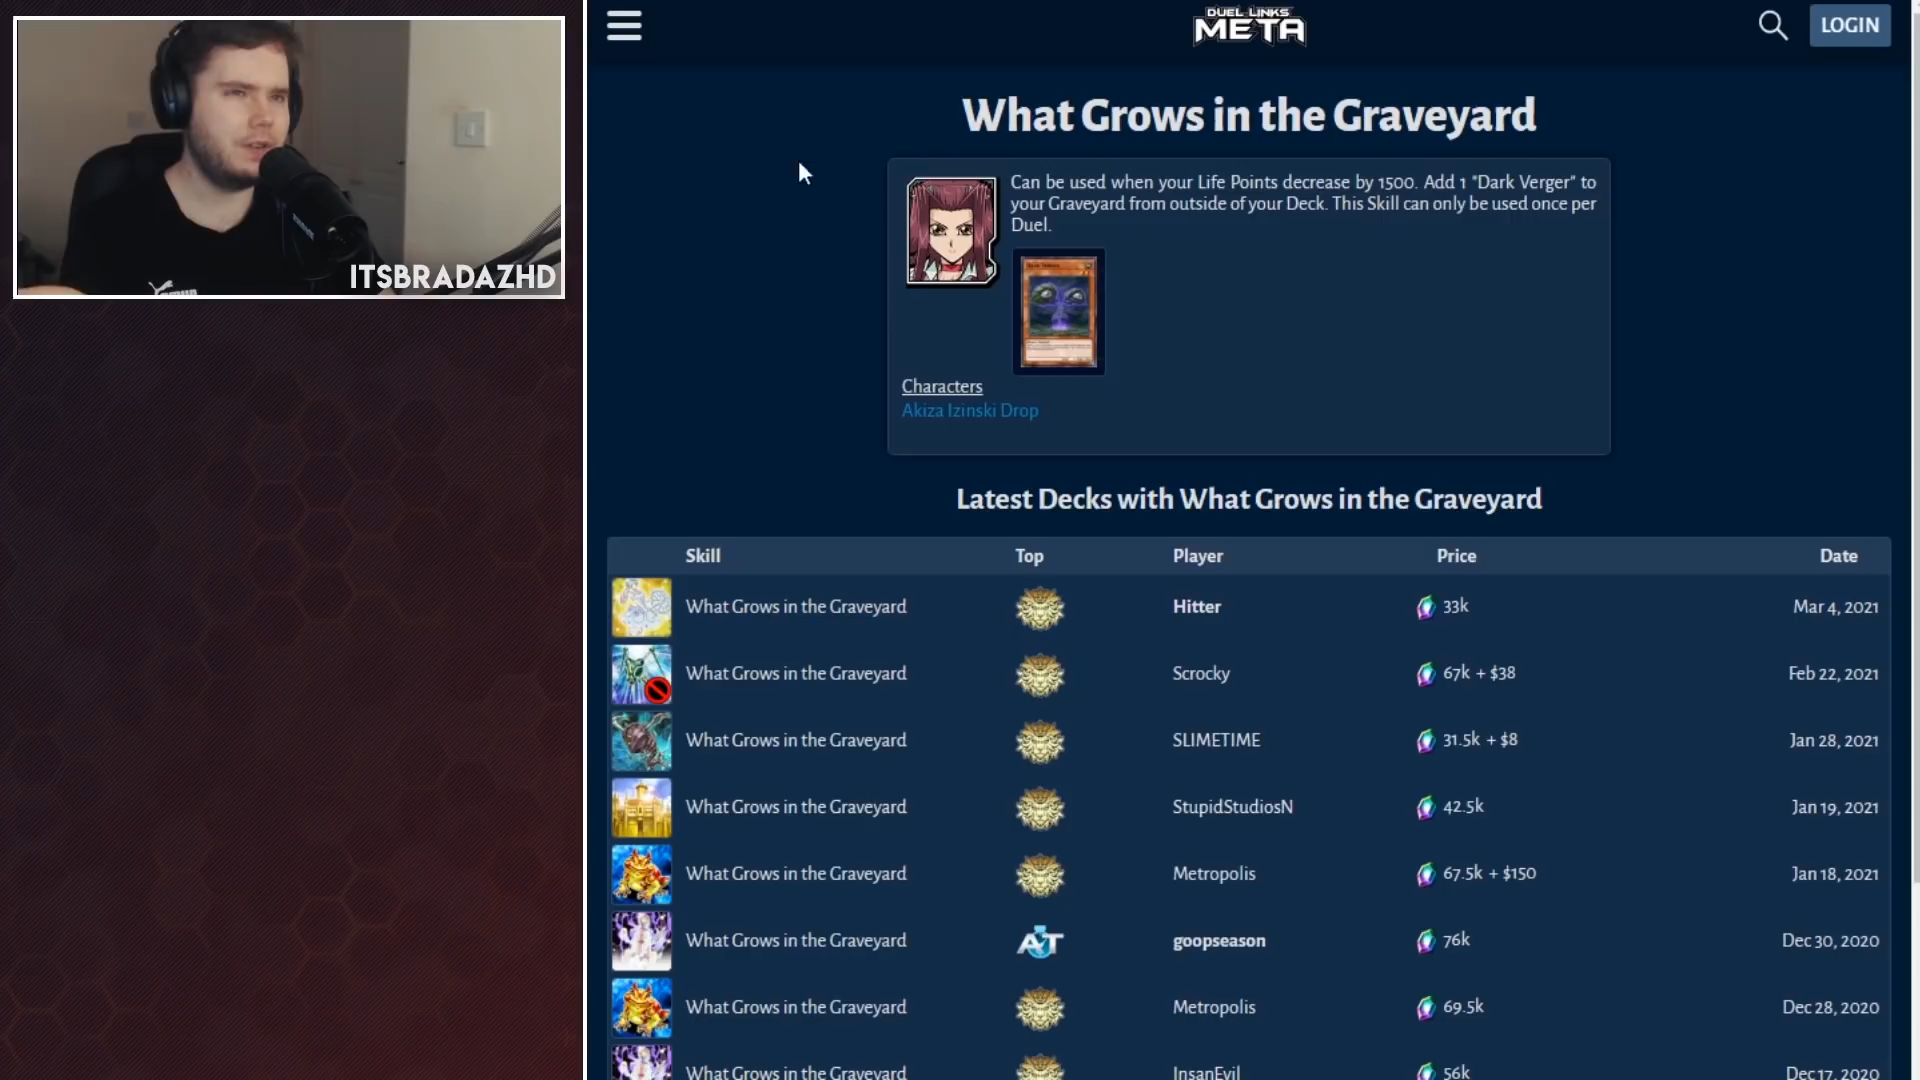 ITSBRADAZHD
DUEL LINKS
META
LOGIN
What Grows in the Graveyard
Can be used when your Life Points decrease by 1500. Add 1 "Dark Verger" to
your Graveyard from outside of your Deck. This Skill can only be used once per
Duel.
Characters
Akiza Izinski Drop
Latest Decks with What Grows in the Graveyard
Skill Top Player Price Date
What Grows in the Graveyard Hitter 33k Mar 4, 2021
What Grows in the Graveyard Scrocky 67k + $38 Feb 22, 2021
What Grows in the Graveyard SLIMETIME 31.5k + $8 Jan 28, 2021
What Grows in the Graveyard StupidStudiosN 42.5k Jan 19, 2021
What Grows in the Graveyard Metropolis 67.5k + $150 Jan 18, 2021
What Grows in the Graveyard AT goopseason 76k Dec 30, 2020
What Grows in the Graveyard Metropolis 69.5k Dec 28, 2020
What Grows in the Graveyard InsanEvil 56k Dec 17, 2020